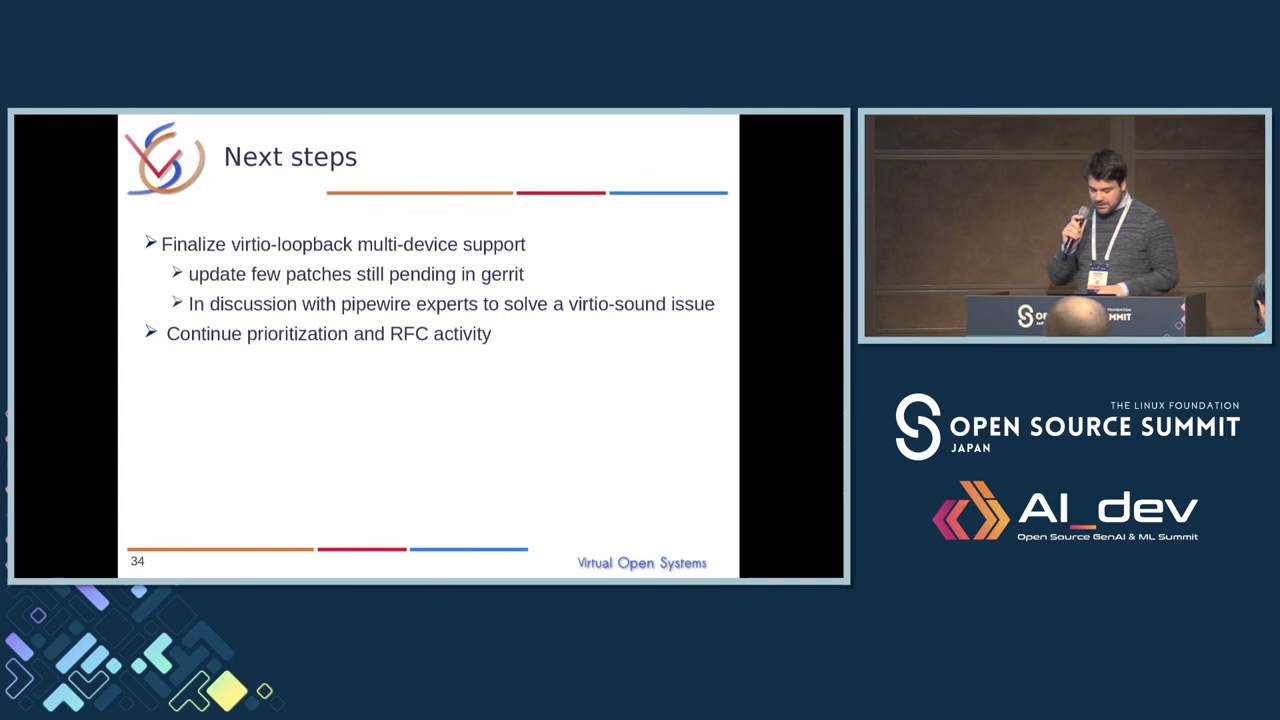 Next steps
Finalize virtio-loopback multi-device support
update few patches still pending in gerrit
In discussion with pipewire experts to solve a virtio-sound issue
Continue prioritization and RFC activity
34
Virtual Open Systems
THE LINUX FOUNDATION
OPEN SOURCE SUMMIT
JAPAN
AI_dev
Open Source GenAI & ML Summit